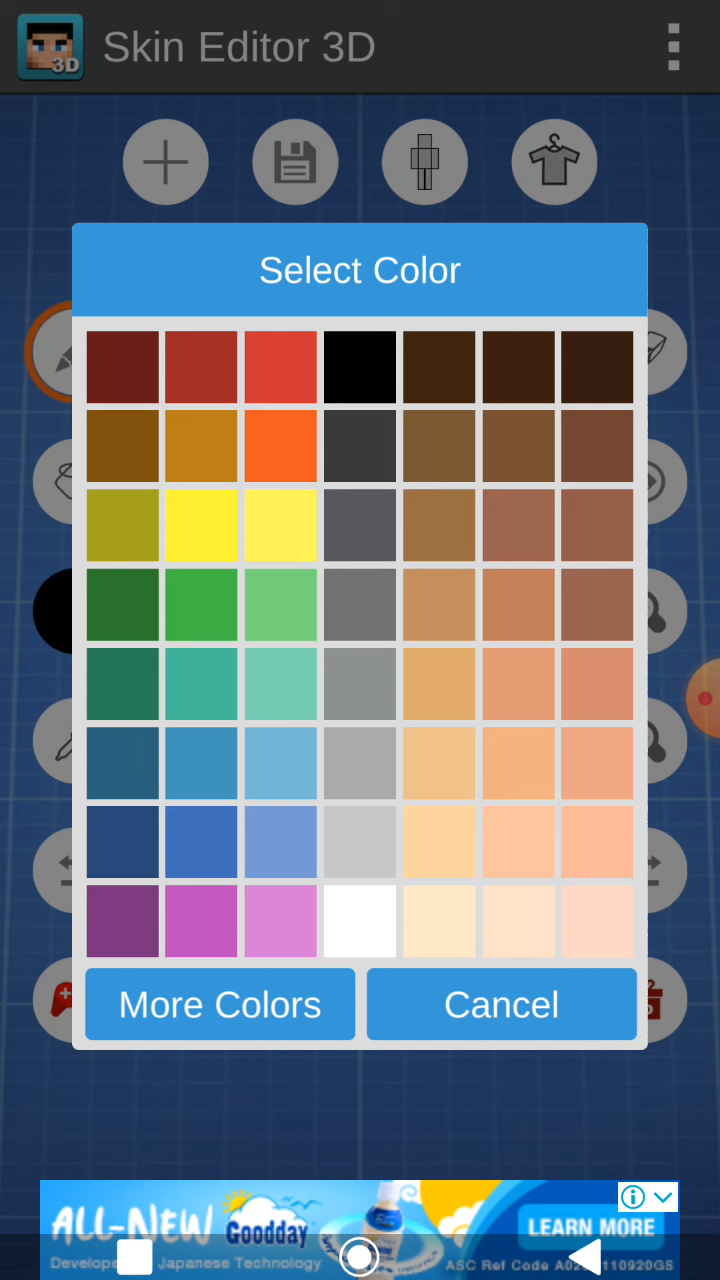 3D
Skin Editor 3D
Select Color
More Colors
Cancel
ALL-NEW
Goodday
LEARN MORE
Japanese Technology
ASC Ref Code
110920GS